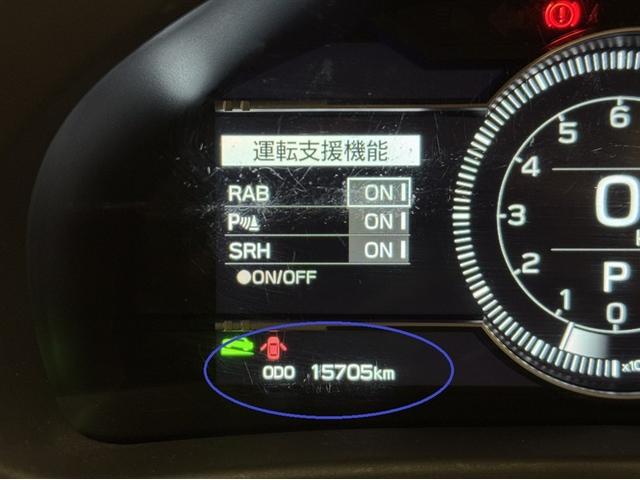 運転支援機能
RAB ON
P ON
SRH ON
●ON/OFF
ODO 15705km
6
5
4
3
2
1
0
0
P
x10